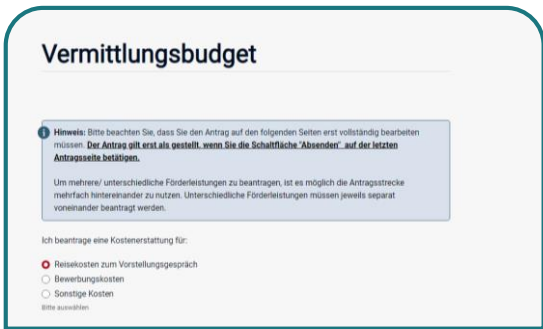 Vermittlungsbudget
Hinweis: Bitte beachten Sie, dass Sie den Antrag auf den folgenden Seiten erst vollständig bearbeiten
müssen. Der Antrag gilt erst als gestellt, wenn Sie die Schaltfläche "Absenden" auf der letzten
Antragsseite betätigen.
Um mehrere/ unterschiedliche Förderleistungen zu beantragen, ist es möglich die Antragsstrecke
mehrfach hintereinander zu nutzen. Unterschiedliche Förderleistungen müssen jeweils separat
voneinander beantragt werden.
Ich beantrage eine Kostenerstattung für:
Reisekosten zum Vorstellungsgespräch
Bewerbungskosten
Sonstige Kosten
Bitte auswählen